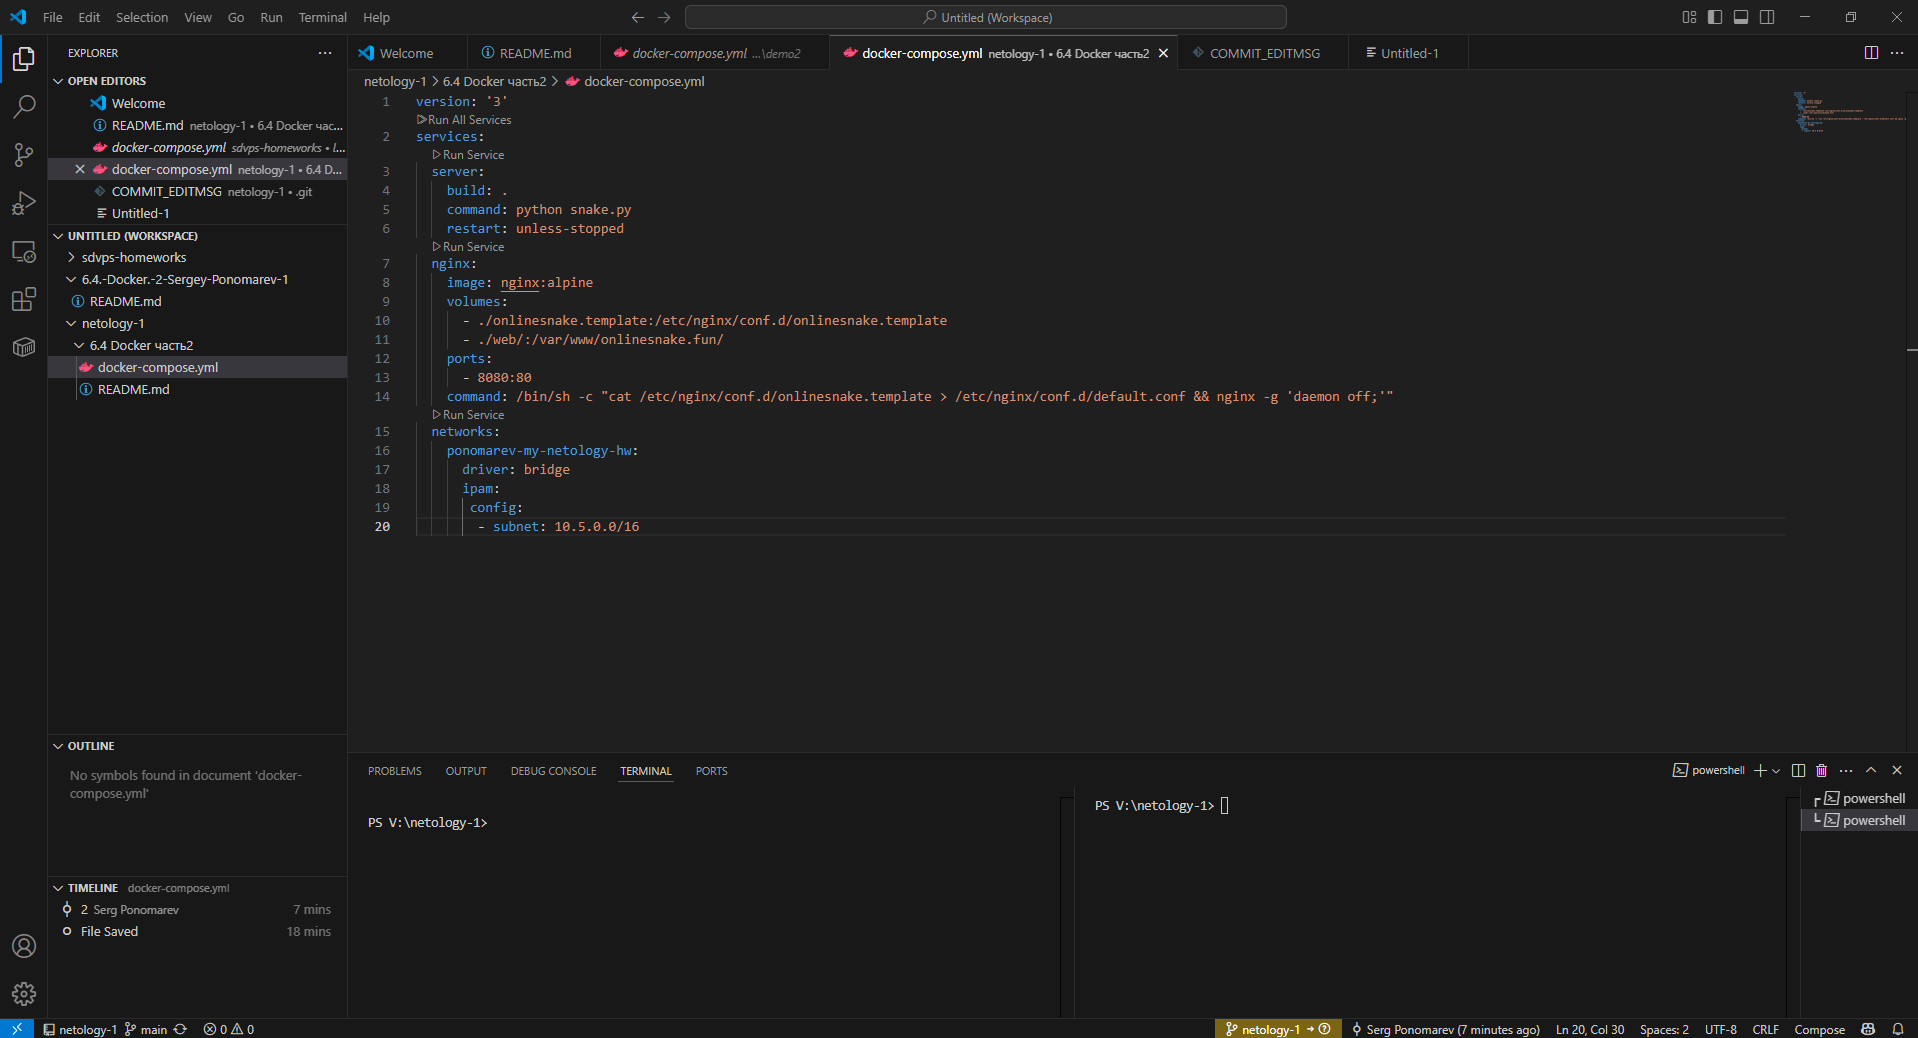 File Edit Selection View Go Run Terminal Help
Untitled (Workspace)
EXPLORER
OPEN EDITORS
Welcome
README.md netology-1 • 6.4 Docker час...
docker-compose.yml sdvps-homeworks • l...
docker-compose.yml netology-1 • 6.4 D...
COMMIT_EDITMSG netology-1 • .git
Untitled-1
UNTITLED (WORKSPACE)
sdvps-homeworks
6.4.-Docker.-2-Sergey-Ponomarev-1
README.md
netology-1
6.4 Docker часть2
docker-compose.yml
README.md
OUTLINE
No symbols found in document 'docker-
compose.yml'
TIMELINE docker-compose.yml
2 Serg Ponomarev 7 mins
File Saved 18 mins
Welcome README.md docker-compose.yml ...\demo2 docker-compose.yml netology-1 • 6.4 Docker часть2 COMMIT_EDITMSG Untitled-1
netology-1 > 6.4 Docker часть2 > docker-compose.yml
1 version: '3'
Run All Services
2 services:
Run Service
3 server:
4 build: .
5 command: python snake.py
6 restart: unless-stopped
Run Service
7 nginx:
8 image: nginx:alpine
9 volumes:
10 - ./onlinesnake.template:/etc/nginx/conf.d/onlinesnake.template
11 - ./web/:/var/www/onlinesnake.fun/
12 ports:
13 - 8080:80
14 command: /bin/sh -c "cat /etc/nginx/conf.d/onlinesnake.template > /etc/nginx/conf.d/default.conf && nginx -g 'daemon off;'"
Run Service
15 networks:
16 ponomarev-my-netology-hw:
17 driver: bridge
18 ipam:
19 config:
20 - subnet: 10.5.0.0/16
PROBLEMS OUTPUT DEBUG CONSOLE TERMINAL PORTS
powershell
PS V:\netology-1>
PS V:\netology-1>
powershell
powershell
netology-1 main 0 0
netology-1 Serg Ponomarev (7 minutes ago) Ln 20, Col 30 Spaces: 2 UTF-8 CRLF Compose